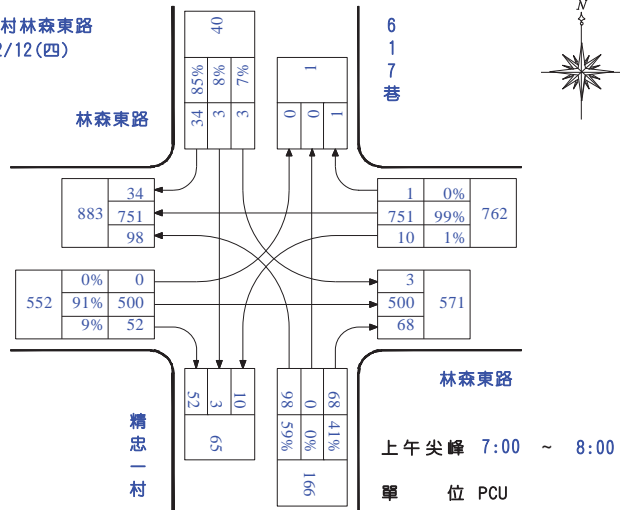 村林森東路
2/12(四)
617巷
N
林森東路
40
85% 8% 7%
34 3 3
1
0 0 1
883 34
751
98
1 0%
751 99% 762
10 1%
0% 0
552 91% 500
9% 52
3
500 571
68
52 3 10
65
98 0 68
59% 0% 41%
166
林森東路
精忠一村
上午尖峰 7:00 ~ 8:00
單位 PCU